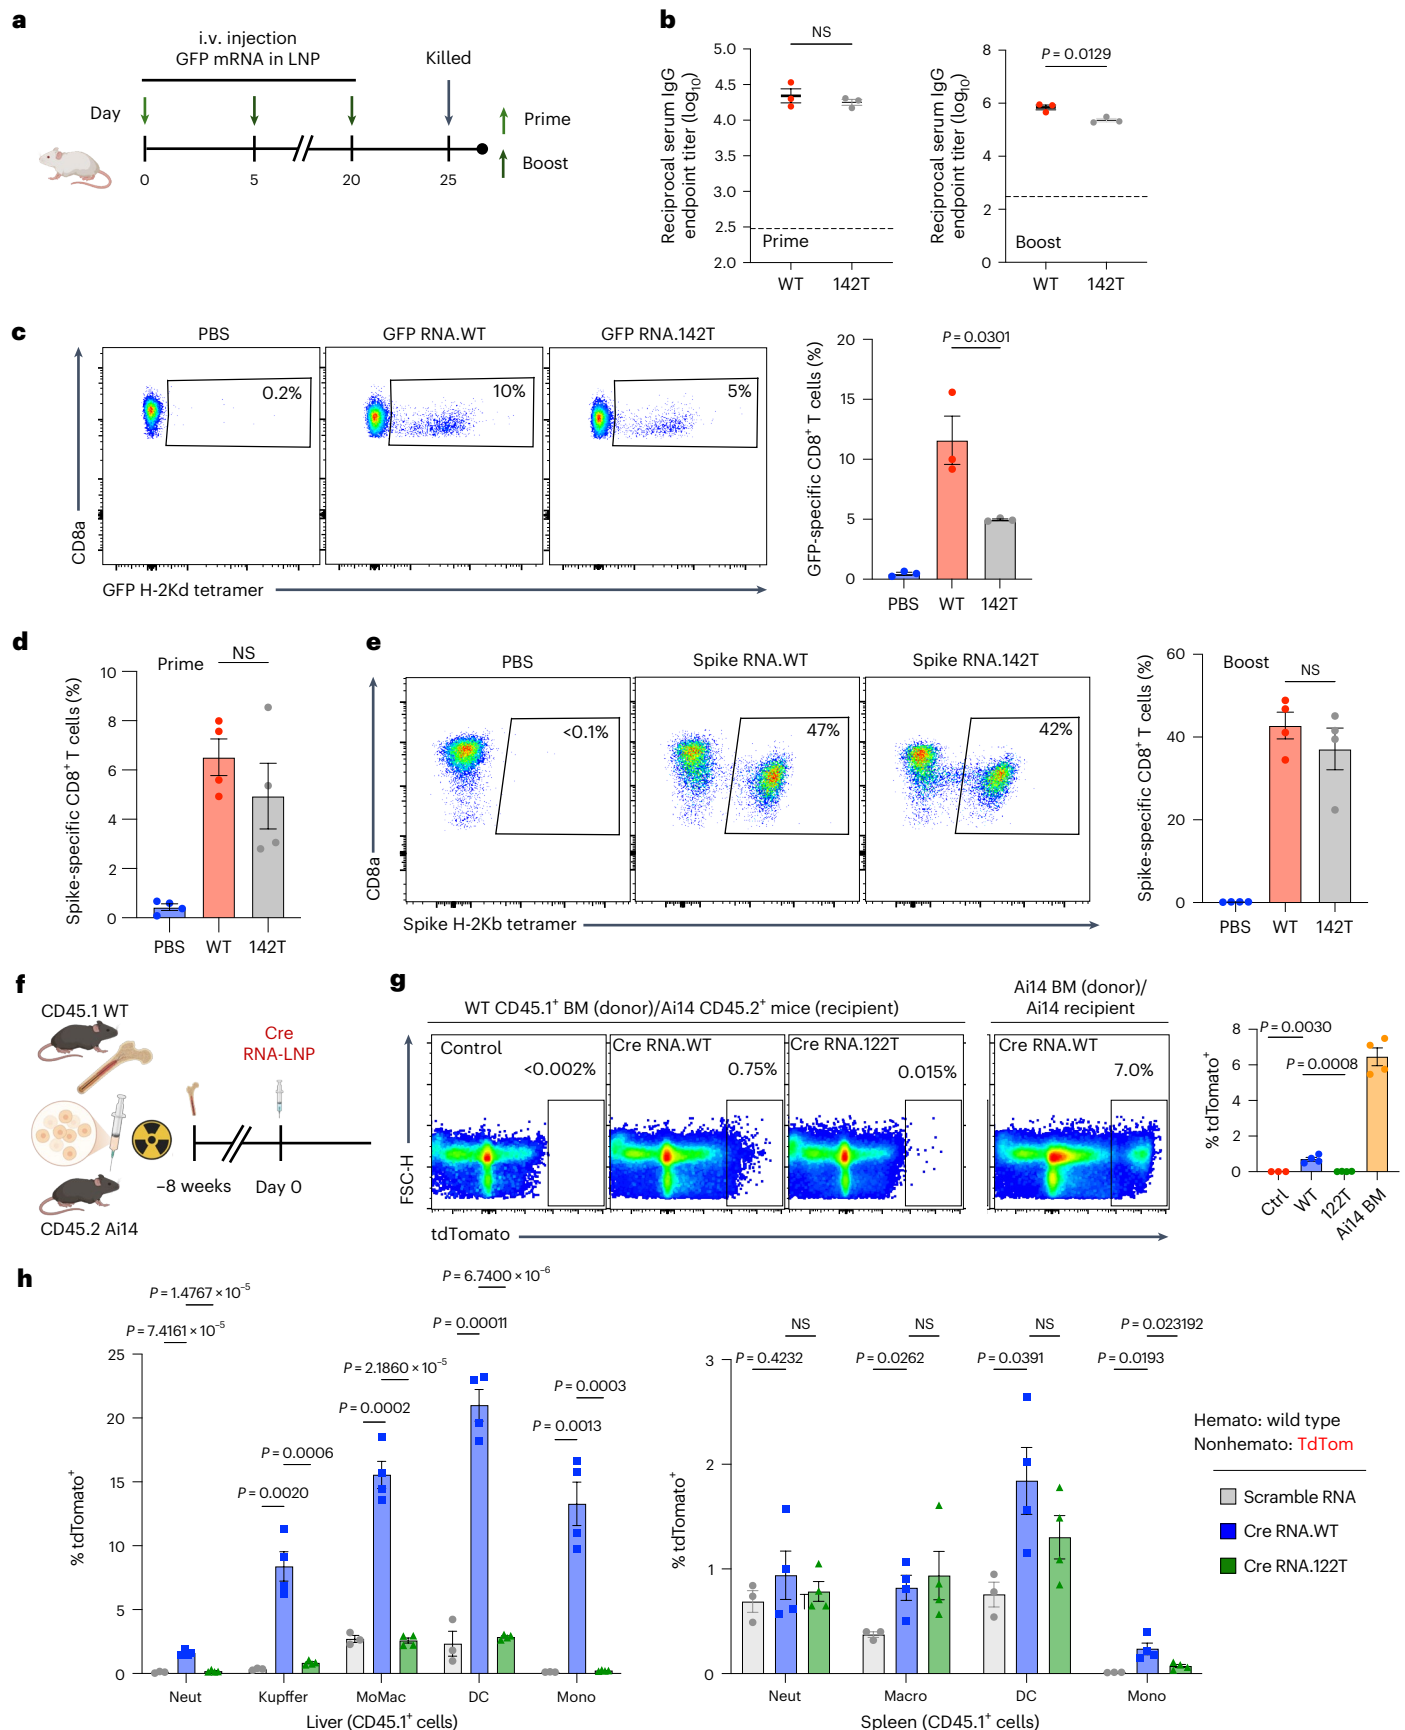 a
i.v. injection
GFP mRNA in LNP
Killed
Day
Prime
Boost
0
5
20
25
b
Reciprocal serum IgG
endpoint titer (log10)
5.0
4.5
4.0
3.5
3.0
2.5
2.0
NS
Prime
WT
142T
Reciprocal serum IgG
endpoint titer (log10)
8
6
4
2
0
P = 0.0129
Boost
WT
142T
c
PBS
GFP RNA.WT
GFP RNA.142T
0.2%
10%
5%
CD8a
GFP H-2Kd tetramer
GFP-specific CD8+ T cells (%)
20
15
10
5
0
P = 0.0301
PBS
WT
142T
d
Spike-specific CD8+ T cells (%)
Prime
NS
10
8
6
4
2
0
PBS
WT
142T
e
PBS
Spike RNA.WT
Spike RNA.142T
<0.1%
47%
42%
CD8a
Spike H-2Kb tetramer
Spike-specific CD8+ T cells (%)
60
40
20
0
Boost
NS
PBS
WT
142T
f
CD45.1 WT
Cre
RNA-LNP
−8 weeks
Day 0
CD45.2 Ai14
g
WT CD45.1+ BM (donor)/Ai14 CD45.2+ mice (recipient)
Ai14 BM (donor)/
Ai14 recipient
Control
<0.002%
Cre RNA.WT
0.75%
Cre RNA.122T
0.015%
Cre RNA.WT
7.0%
FSC-H
tdTomato
% tdTomato+
8
6
4
2
0
P = 0.0030
P = 0.0008
Ctrl
WT
122T
Ai14 BM
h
P = 1.4767 × 10−5
P = 7.4161 × 10−5
P = 0.0006
P = 0.0020
P = 2.1860 × 10−5
P = 0.0002
P = 6.7400 × 10−6
P = 0.00011
P = 0.0003
P = 0.0013
% tdTomato+
25
20
15
10
5
0
Neut
Kupffer
MoMac
DC
Mono
Liver (CD45.1+ cells)
NS
P = 0.4232
NS
P = 0.0262
NS
P = 0.0391
P = 0.023192
P = 0.0193
% tdTomato+
3
2
1
0
Neut
Macro
DC
Mono
Spleen (CD45.1+ cells)
Hemato: wild type
Nonhemato: TdTom
Scramble RNA
Cre RNA.WT
Cre RNA.122T